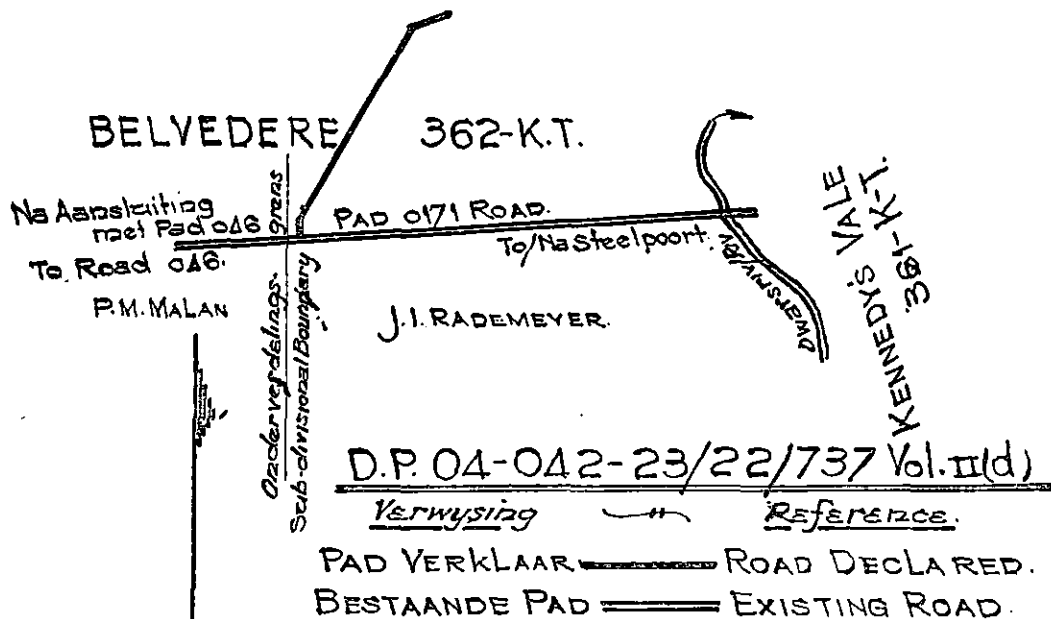 BELVEDERE 362-K.T.
Na Aansluiting
met Pad 046
To Road 046.
grens
PAD 0171 ROAD.
To/Na Steelpoort.
Dwarsriv/Rv
KENNEDY'S VALE
361-K-T.
P.M. MALAN
J.I. RADEMEYER.
Onderverdelings-
Sub-divisional Boundary
D.P. 04-042-23/22/737 Vol. II(d)
Verwysing —"— Reference.
PAD VERKLAAR ROAD DECLARED.
BESTAANDE PAD EXISTING ROAD.